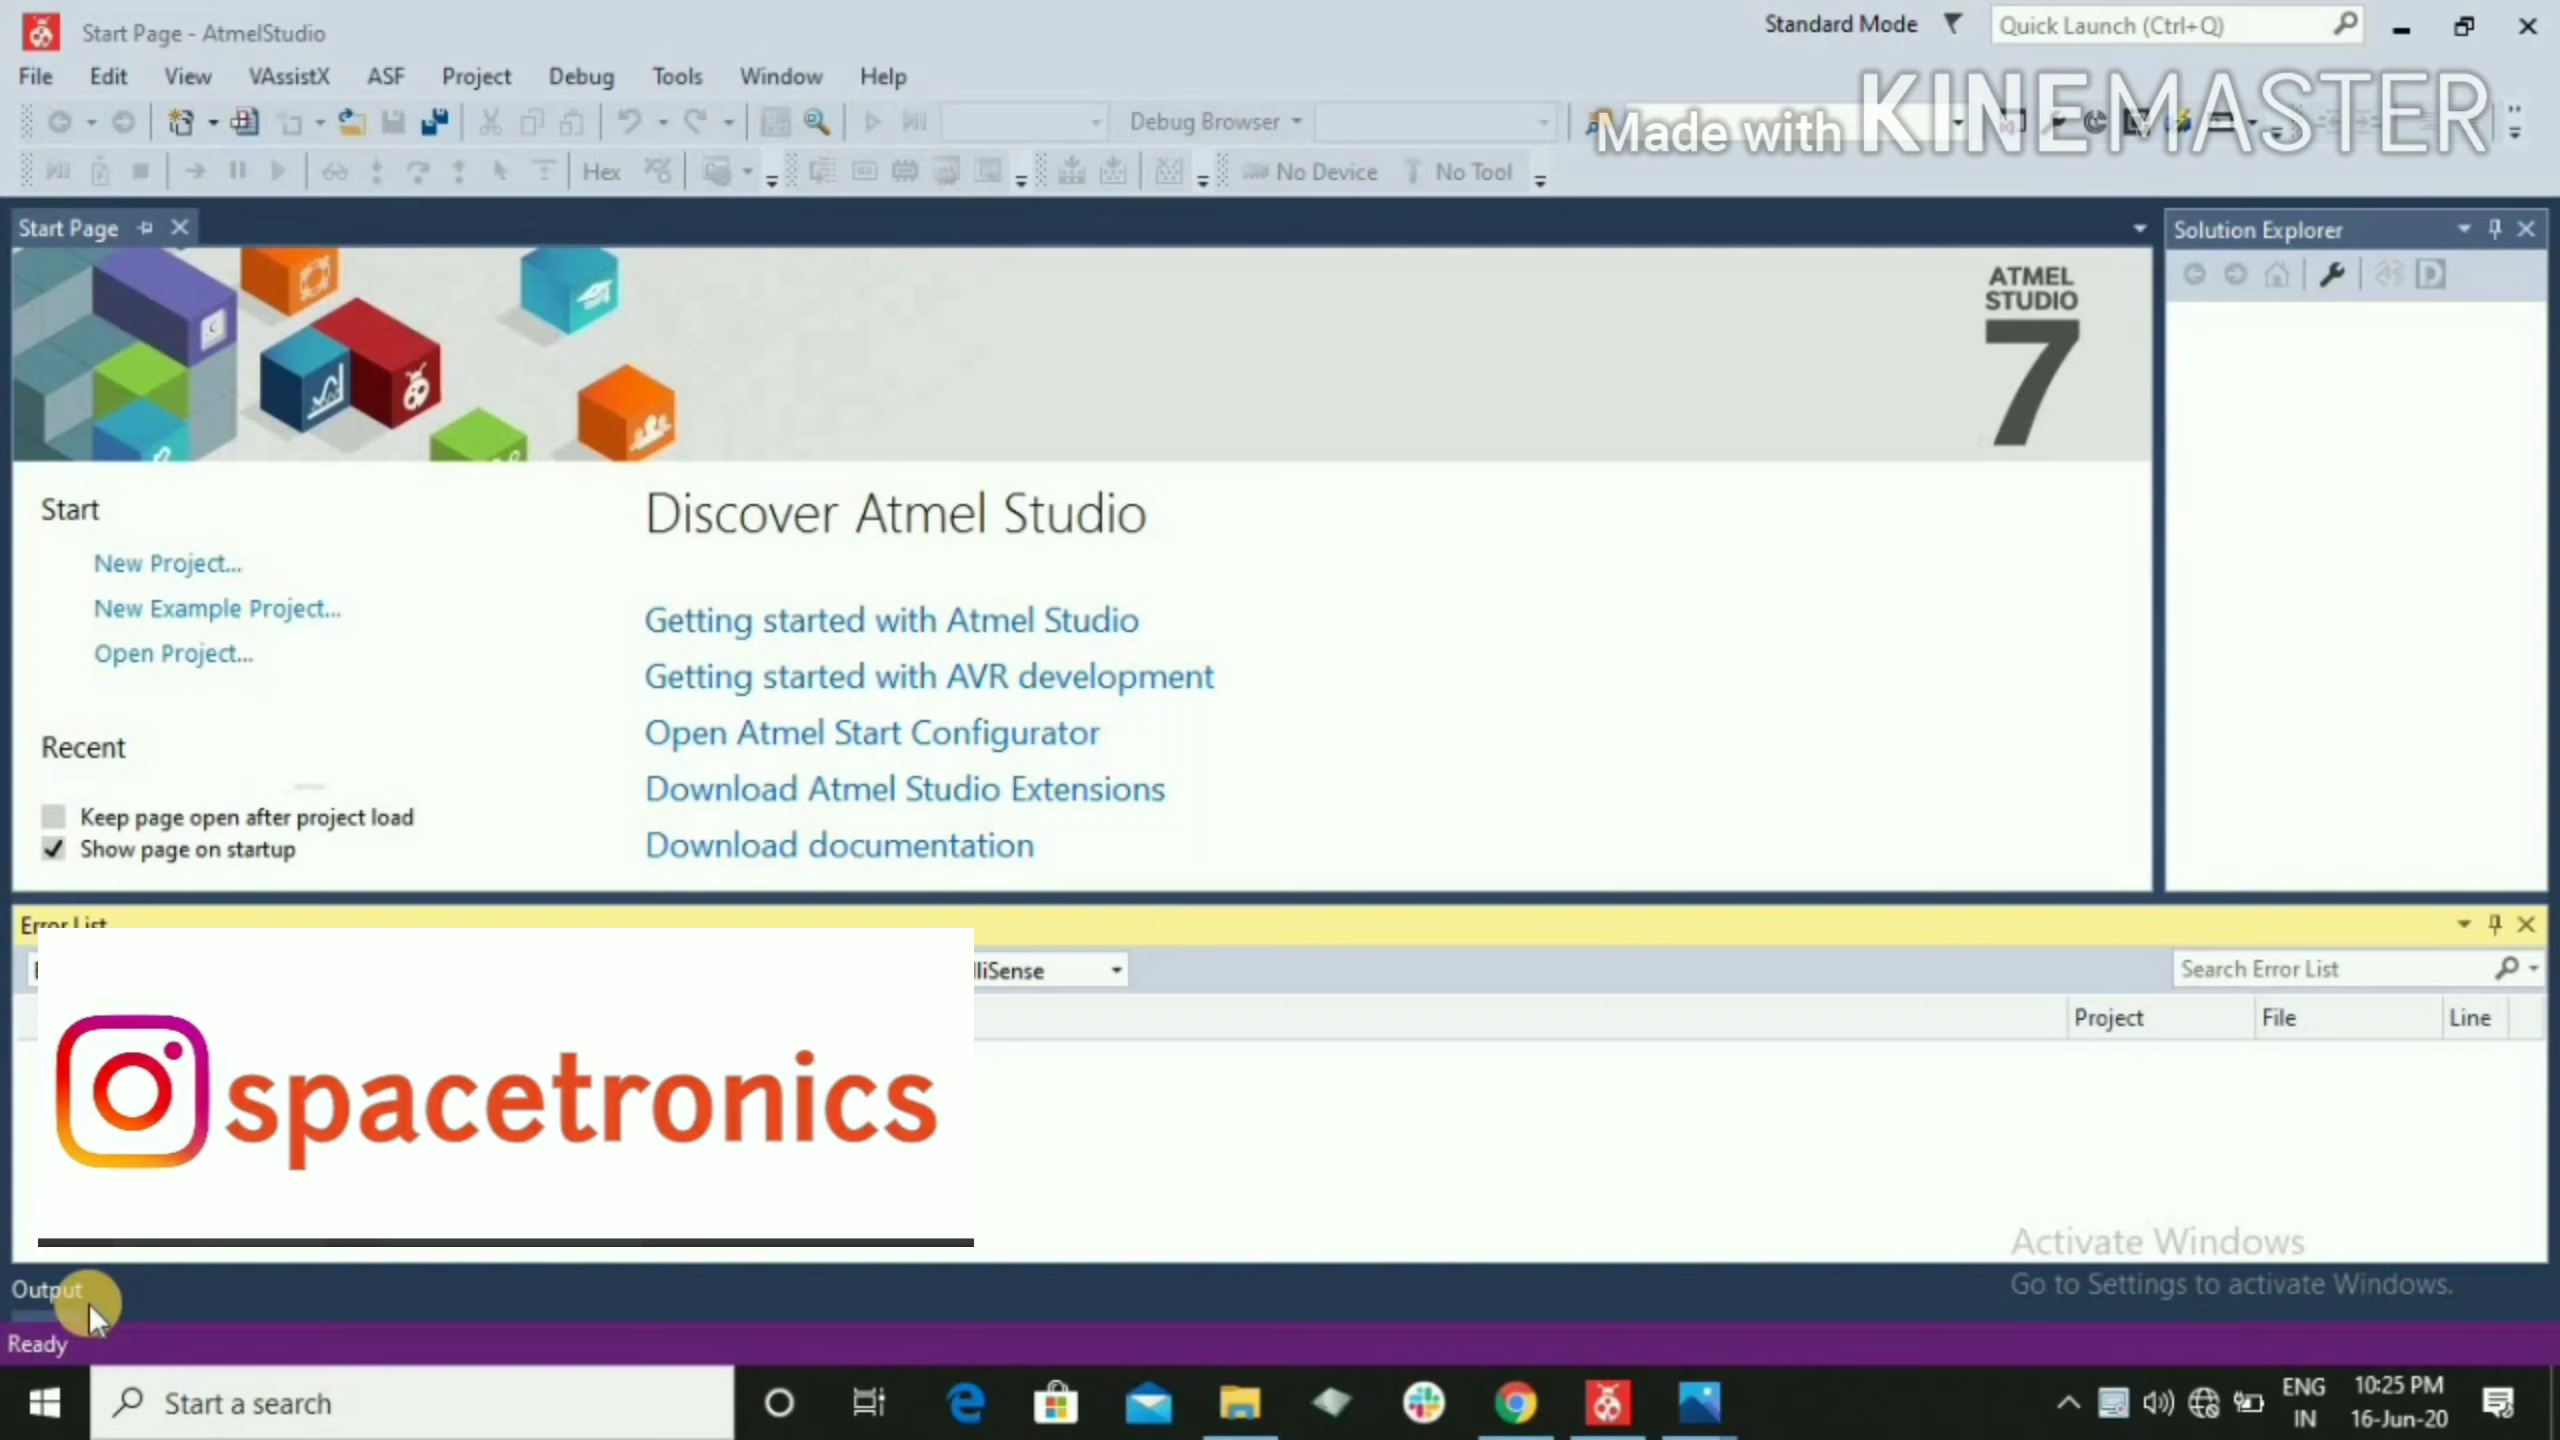 Start Page - AtmelStudio
Standard Mode
Quick Launch (Ctrl+Q)
File Edit View VAssistX ASF Project Debug Tools Window Help
Made with KINEMASTER
Debug Browser
Hex
No Device
No Tool
Start Page
Solution Explorer
ATMEL
STUDIO
7
Start
New Project...
New Example Project...
Open Project...
Recent
Keep page open after project load
Show page on startup
Discover Atmel Studio
Getting started with Atmel Studio
Getting started with AVR development
Open Atmel Start Configurator
Download Atmel Studio Extensions
Download documentation
Error List
lliSense
Search Error List
Project File Line
spacetronics
Activate Windows
Go to Settings to activate Windows.
Output
Ready
Start a search
ENG
IN
10:25 PM
16-Jun-20